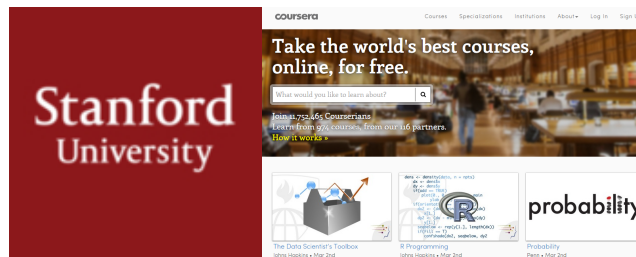 Stanford
University
coursera
Courses Specializations Institutions About Log In Sign
Take the world's best courses,
online, for free.
What would you like to learn about?
Join 11,752,465 Courserians
Learn from 974 courses, from our 116 partners.
How it works »
R
probability
The Data Scientist's Toolbox
R Programming
Probability
Johns Hopkins • Mar 2nd
Johns Hopkins • Mar 2nd
Penn • Mar 2nd